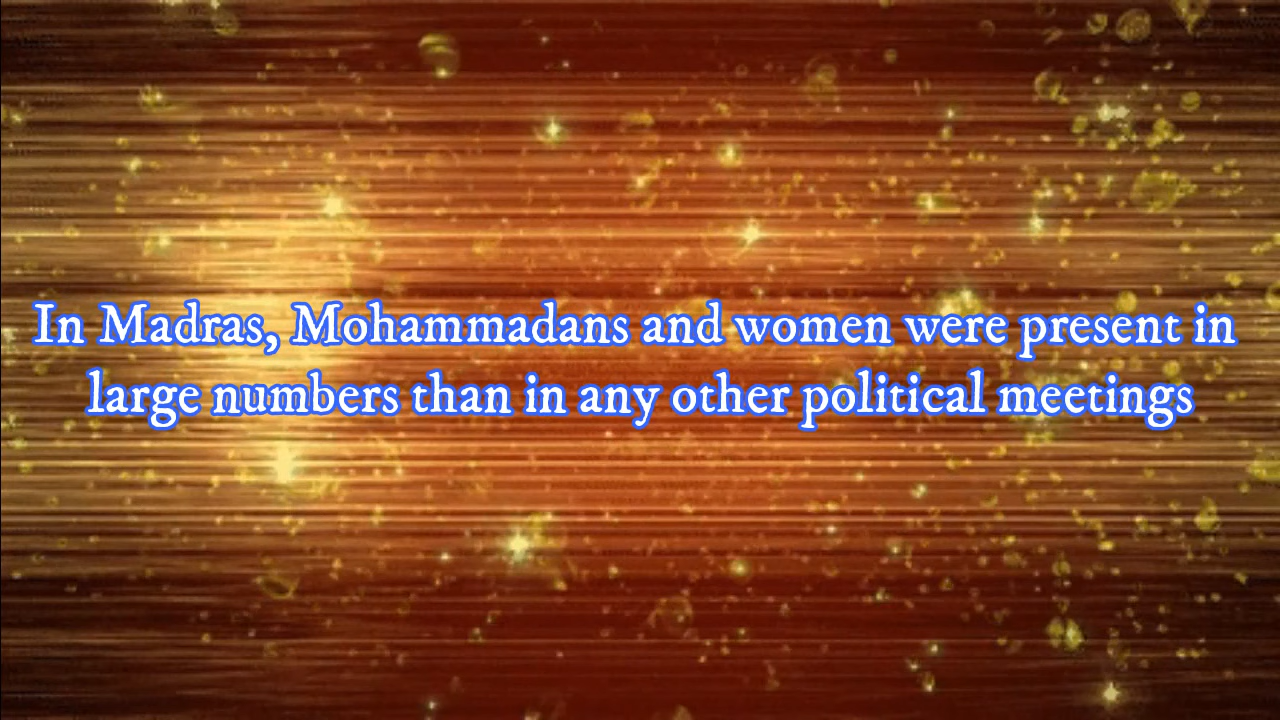 In Madras, Mohammadans and women were present in
large numbers than in any other political meetings